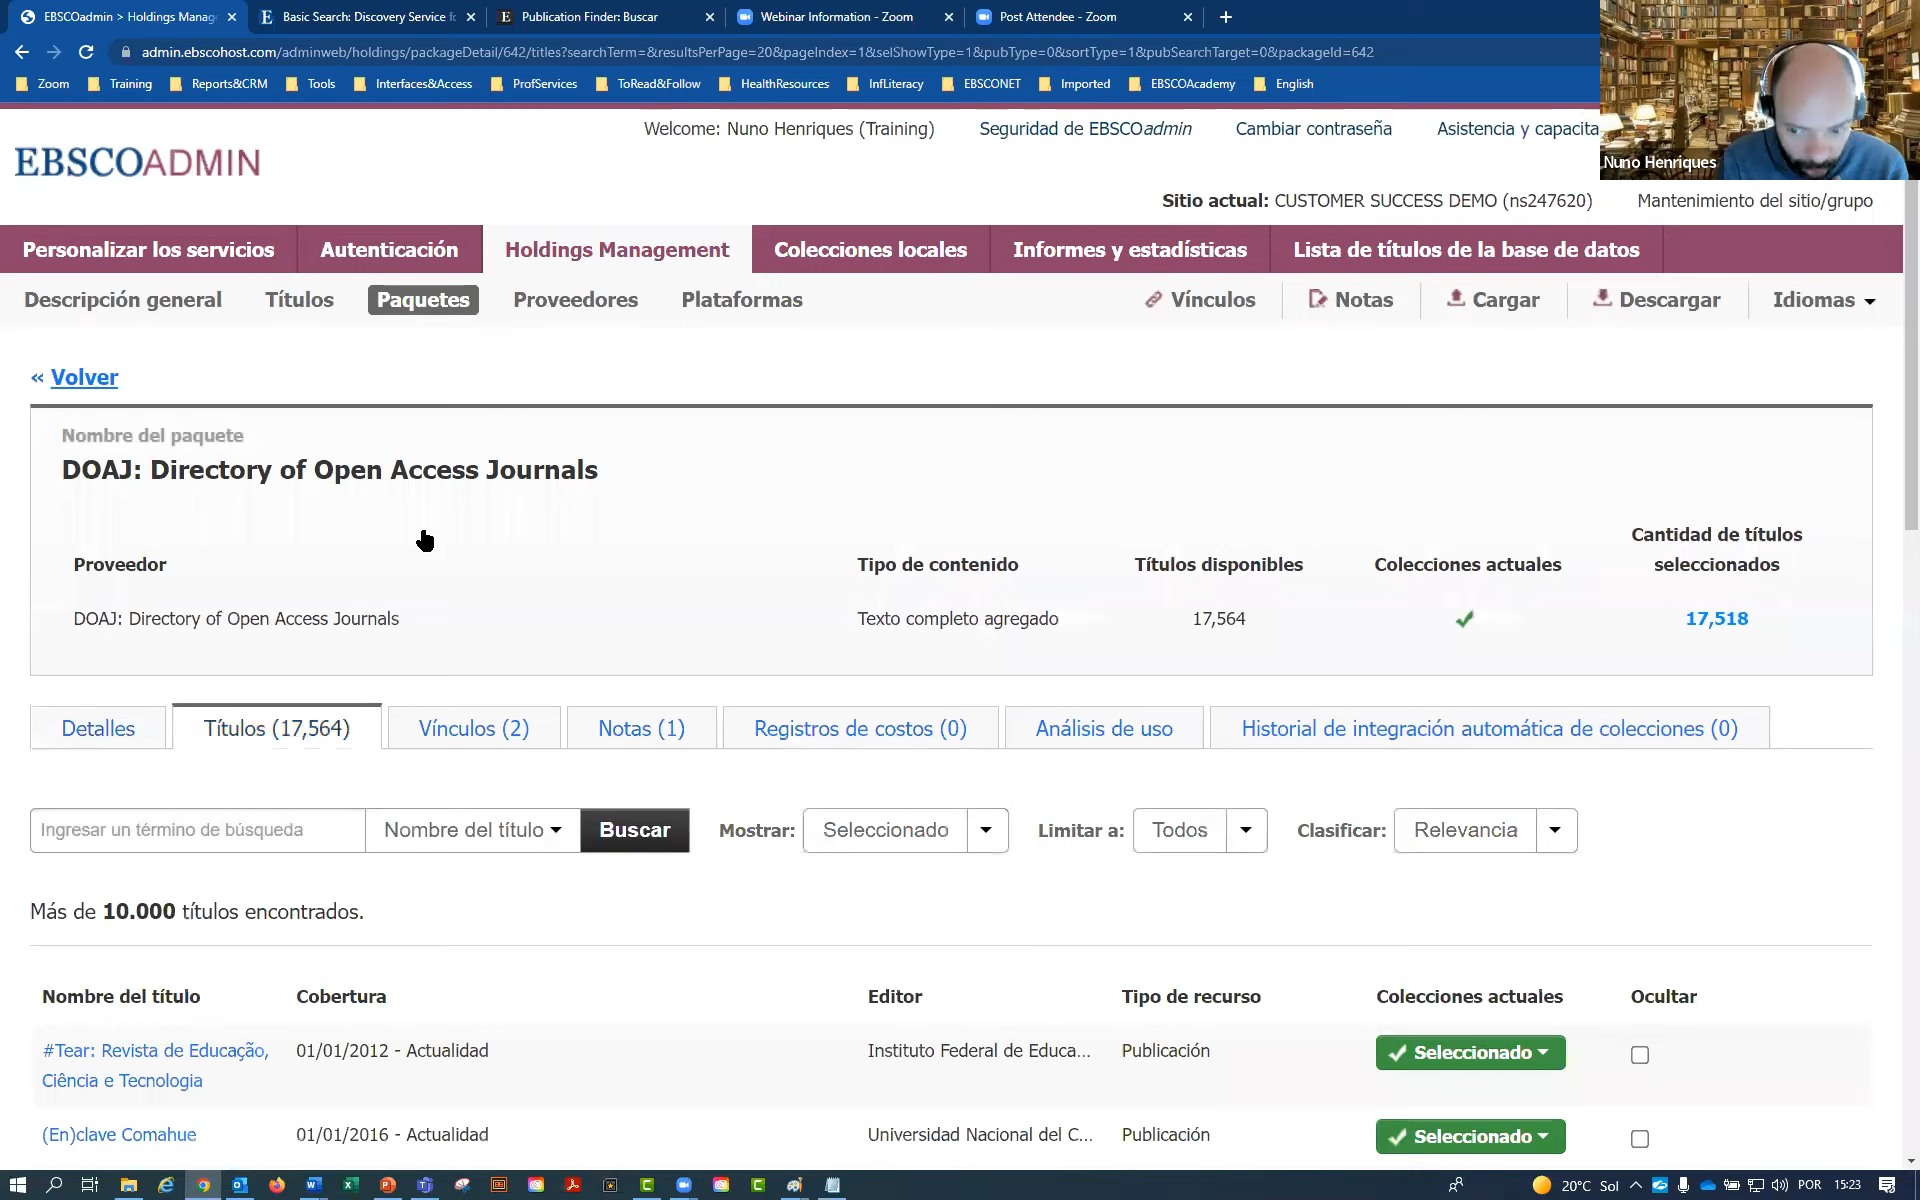 EBSCOAdmin > Holdings Manag
Basic Search: Discovery Service fo
Publication Finder: Buscar
Webinar Information - Zoom
Post Attendee - Zoom
admin.ebscohost.com/adminweb/holdings/packageDetail/642/titles?searchTerm=&resultsPerPage=20&pageIndex=1&selShowType=1&pubType=0&sortType=1&pubSearchTarget=0&packageId=642
Zoom Training Reports&CRM Tools Interfaces&Access ProfServices ToRead&Follow HealthResources InfLiteracy EBSCONET Imported EBSCOAcademy English
Nuno Henriques
Welcome: Nuno Henriques (Training) Seguridad de EBSCOadmin Cambiar contraseña Asistencia y capacita
EBSCOADMIN
Sitio actual: CUSTOMER SUCCESS DEMO (ns247620) Mantenimiento del sitio/grupo
Personalizar los servicios Autenticación Holdings Management Colecciones locales Informes y estadísticas Lista de títulos de la base de datos
Descripción general Títulos Paquetes Proveedores Plataformas Vínculos Notas Cargar Descargar Idiomas
« Volver
Nombre del paquete
DOAJ: Directory of Open Access Journals
Proveedor Tipo de contenido Títulos disponibles Colecciones actuales Cantidad de títulos seleccionados
DOAJ: Directory of Open Access Journals Texto completo agregado 17,564 17,518
Detalles Títulos (17,564) Vínculos (2) Notas (1) Registros de costos (0) Análisis de uso Historial de integración automática de colecciones (0)
Ingresar un término de búsqueda Nombre del título Buscar Mostrar: Seleccionado Limitar a: Todos Clasificar: Relevancia
Más de 10.000 títulos encontrados.
Nombre del título Cobertura Editor Tipo de recurso Colecciones actuales Ocultar
#Tear: Revista de Educação, 01/01/2012 - Actualidad Instituto Federal de Educa... Publicación Seleccionado
Ciência e Tecnologia
(En)clave Comahue 01/01/2016 - Actualidad Universidad Nacional del C... Publicación Seleccionado
20°C Sol POR 15:23